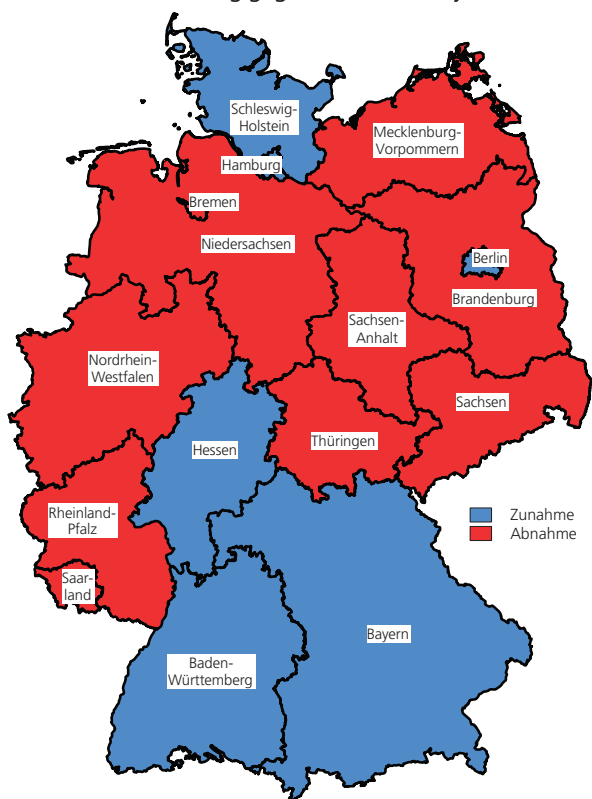 Schleswig-
Holstein
Mecklenburg-
Vorpommern
Hamburg
Bremen
Niedersachsen
Berlin
Brandenburg
Sachsen-
Anhalt
Nordrhein-
Westfalen
Sachsen
Thüringen
Hessen
Rheinland-
Pfalz
Zunahme
Abnahme
Saar-
land
Bayern
Baden-
Württemberg